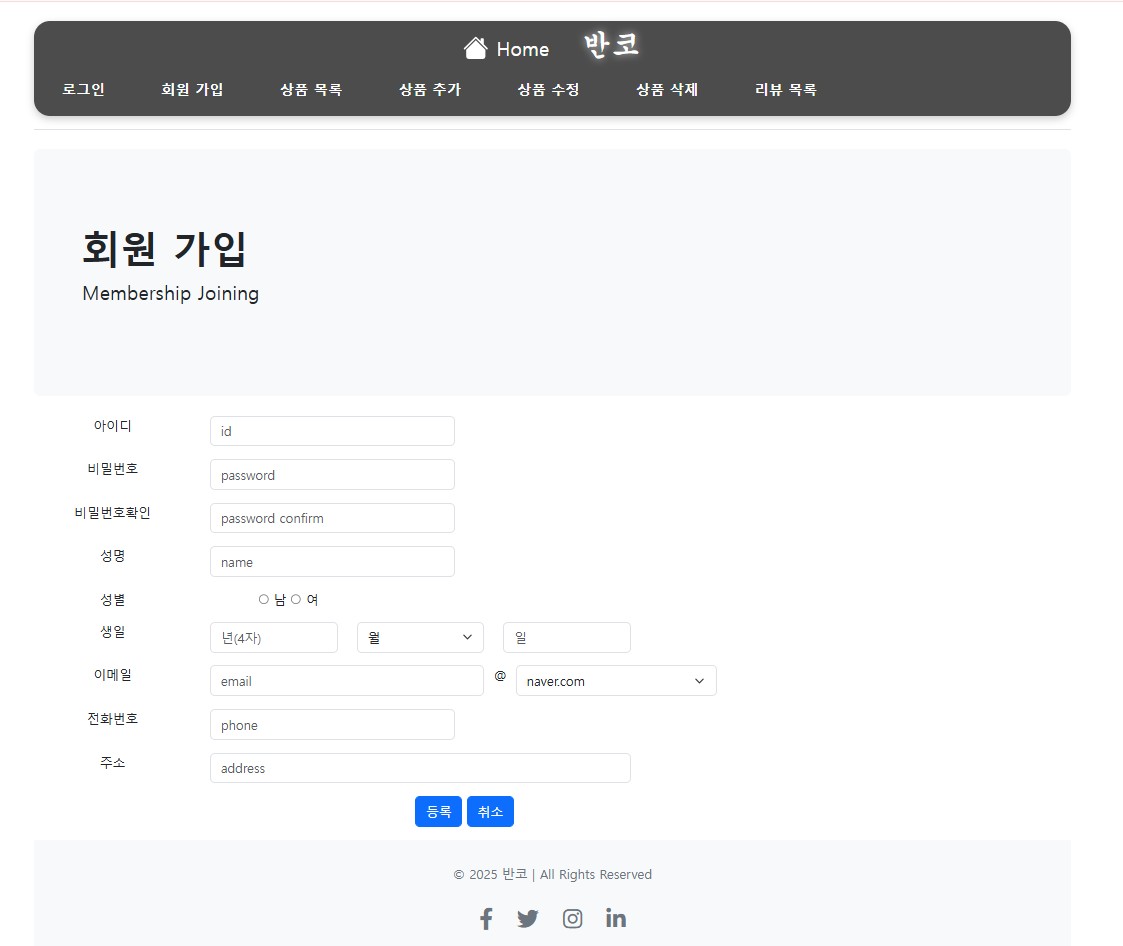 Home 반코
로그인 회원 가입 상품 목록 상품 추가 상품 수정 상품 삭제 리뷰 목록
회원 가입
Membership Joining
아이디 id
비밀번호 password
비밀번호확인 password confirm
성명 name
성별 남 여
생일 년(4자) 월 일
이메일 email @ naver.com
전화번호 phone
주소 address
등록 취소
© 2025 반코 | All Rights Reserved